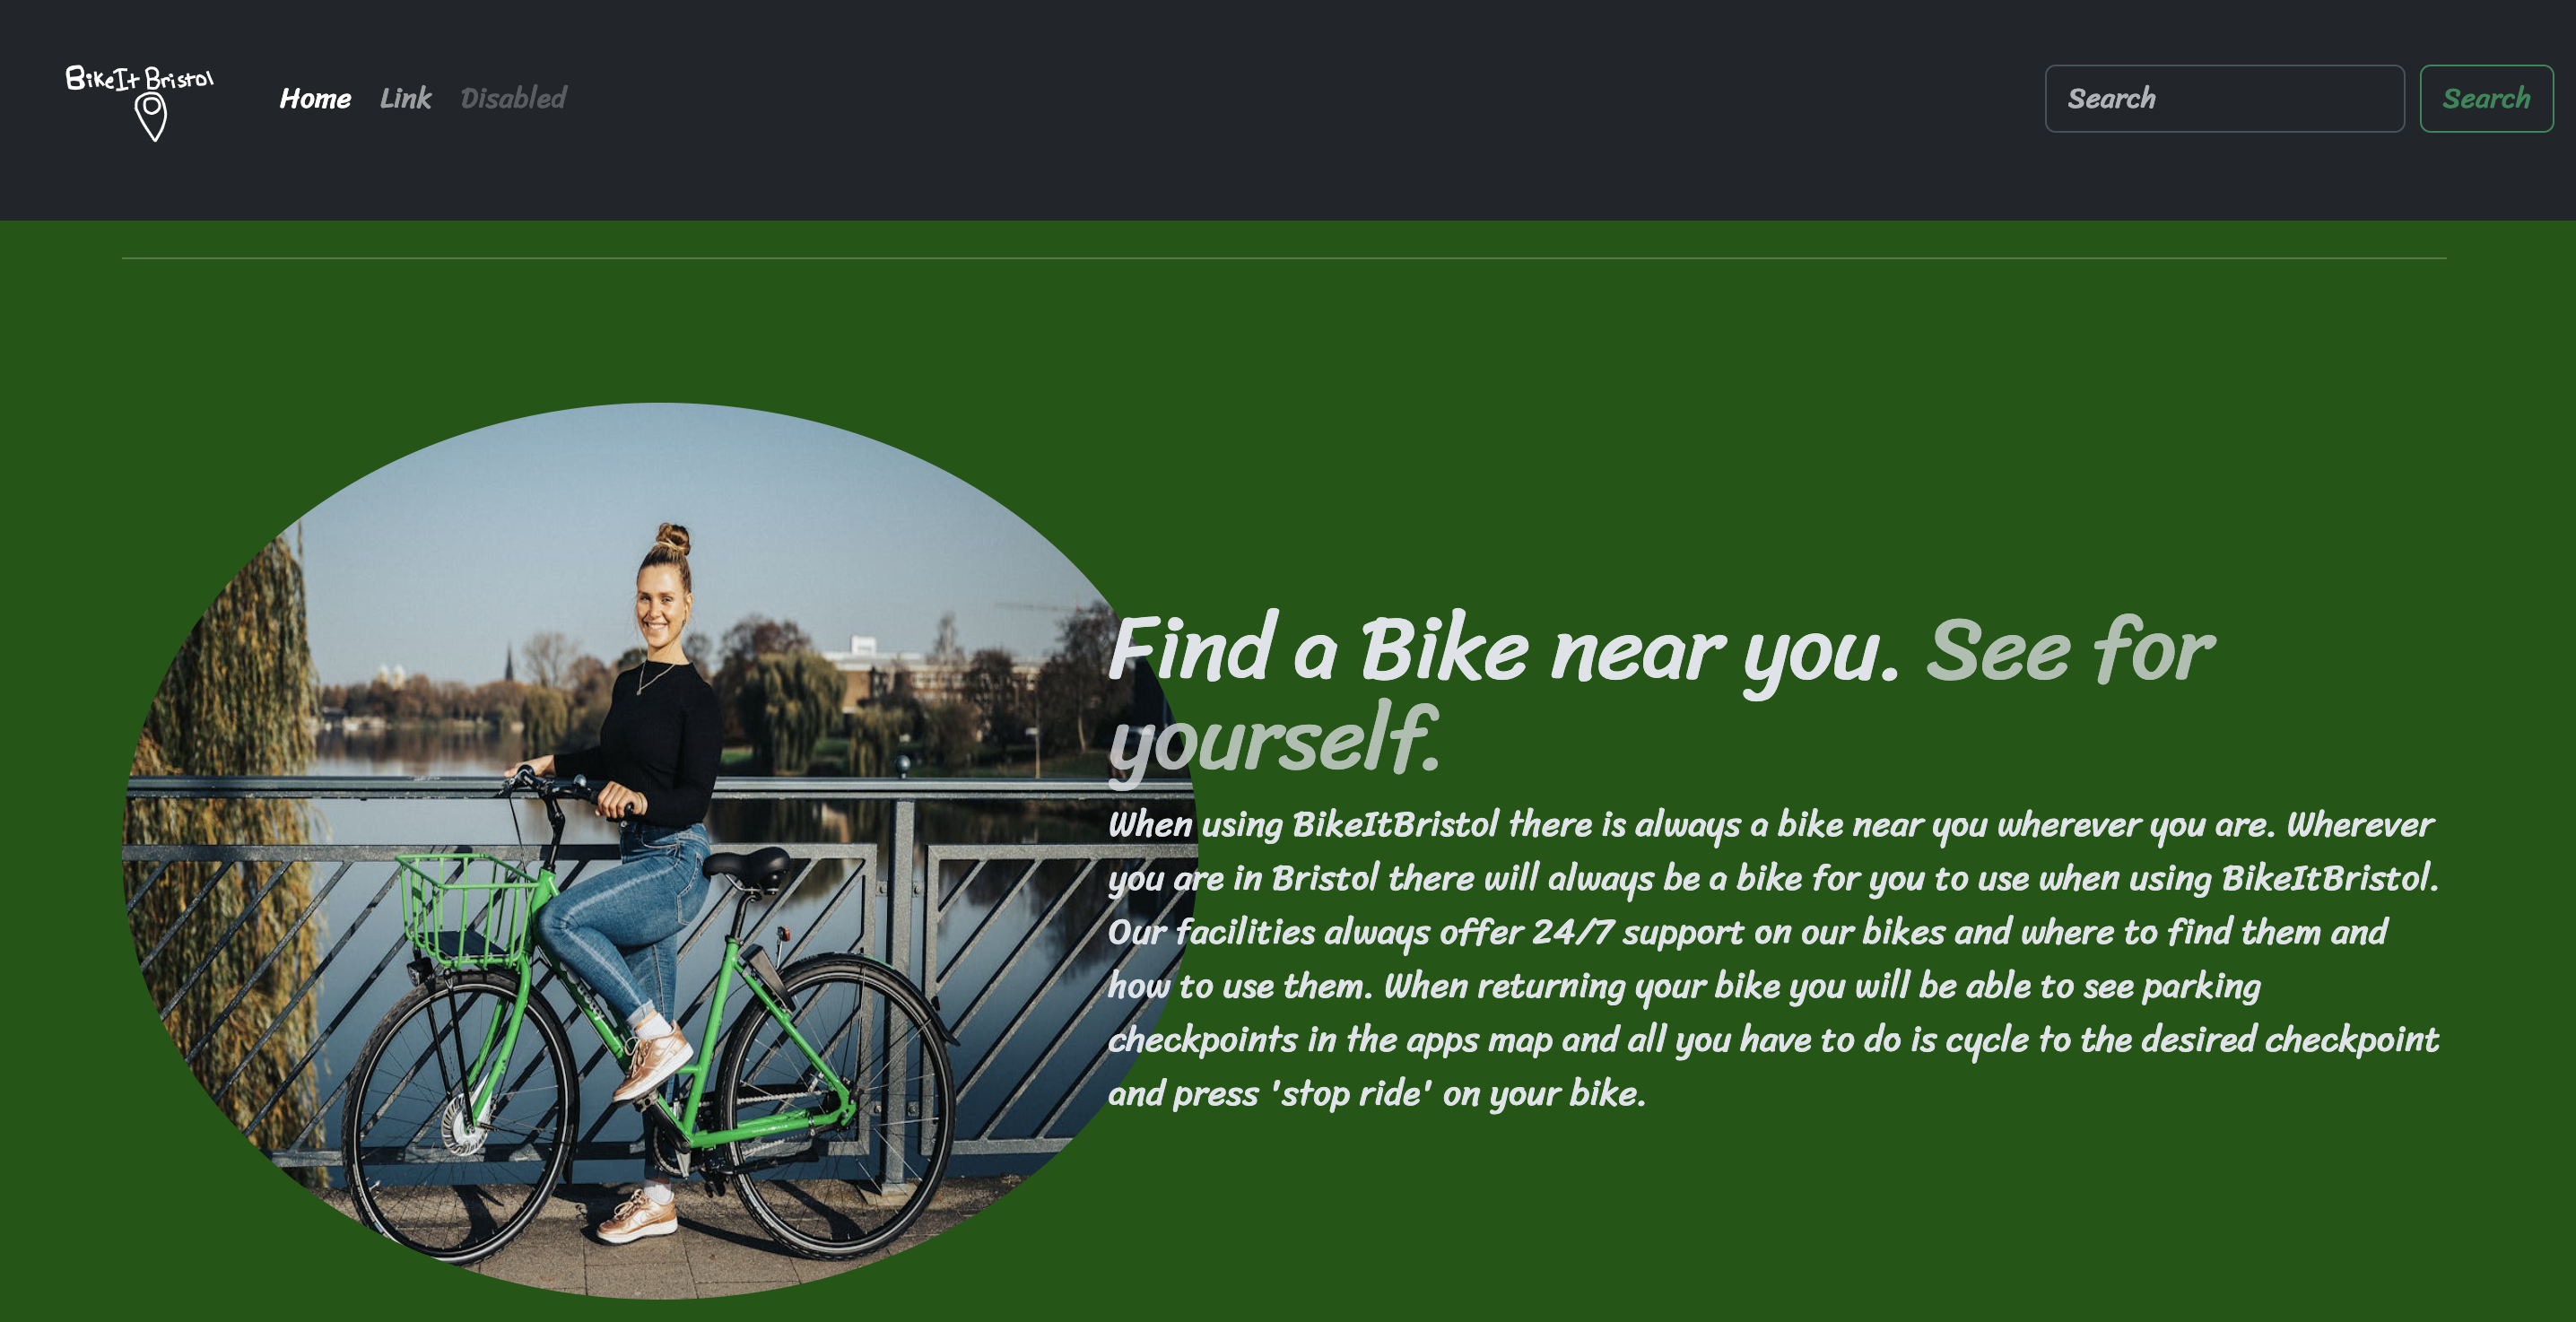 BikeIt Bristol
Home Link Disabled
Search Search
Find a Bike near you. See for
yourself.
When using BikeItBristol there is always a bike near you wherever you are. Wherever
you are in Bristol there will always be a bike for you to use when using BikeItBristol.
Our facilities always offer 24/7 support on our bikes and where to find them and
how to use them. When returning your bike you will be able to see parking
checkpoints in the apps map and all you have to do is cycle to the desired checkpoint
and press 'stop ride' on your bike.